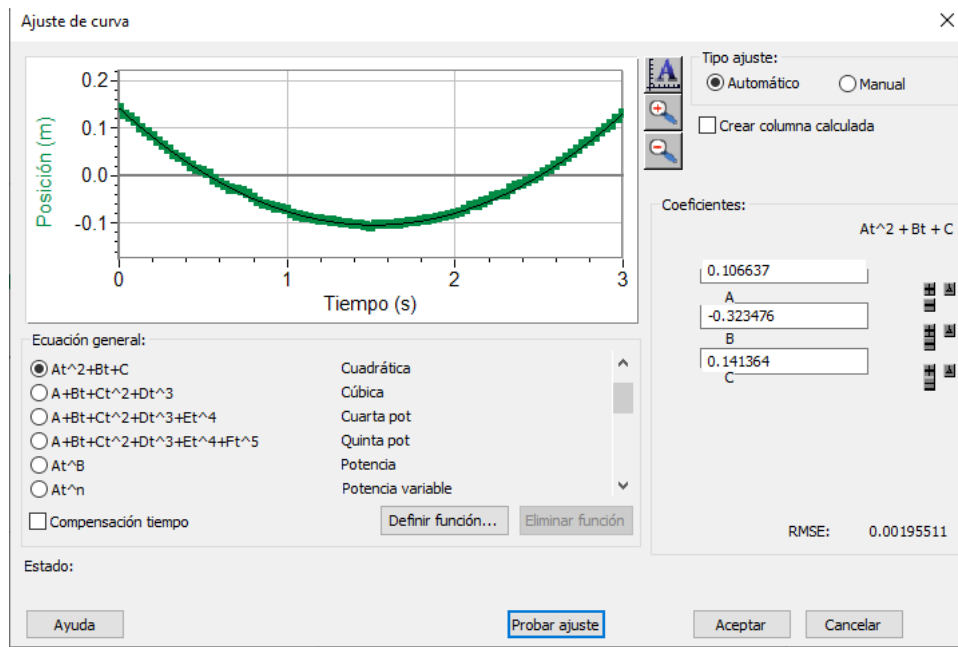 Ajuste de curva
0.2
0.1
0.0
-0.1
Posición (m)
0 1 2 3
Tiempo (s)
Tipo ajuste:
Automático Manual
Crear columna calculada
Coeficientes:
At^2 + Bt + C
0.106637
A
-0.323476
B
0.141364
C
RMSE: 0.00195511
Ecuación general:
At^2+Bt+C Cuadrática
A+Bt+Ct^2+Dt^3 Cúbica
A+Bt+Ct^2+Dt^3+Et^4 Cuarta pot
A+Bt+Ct^2+Dt^3+Et^4+Ft^5 Quinta pot
At^B Potencia
At^n Potencia variable
Compensación tiempo Definir función... Eliminar función
Estado:
Ayuda Probar ajuste Aceptar Cancelar